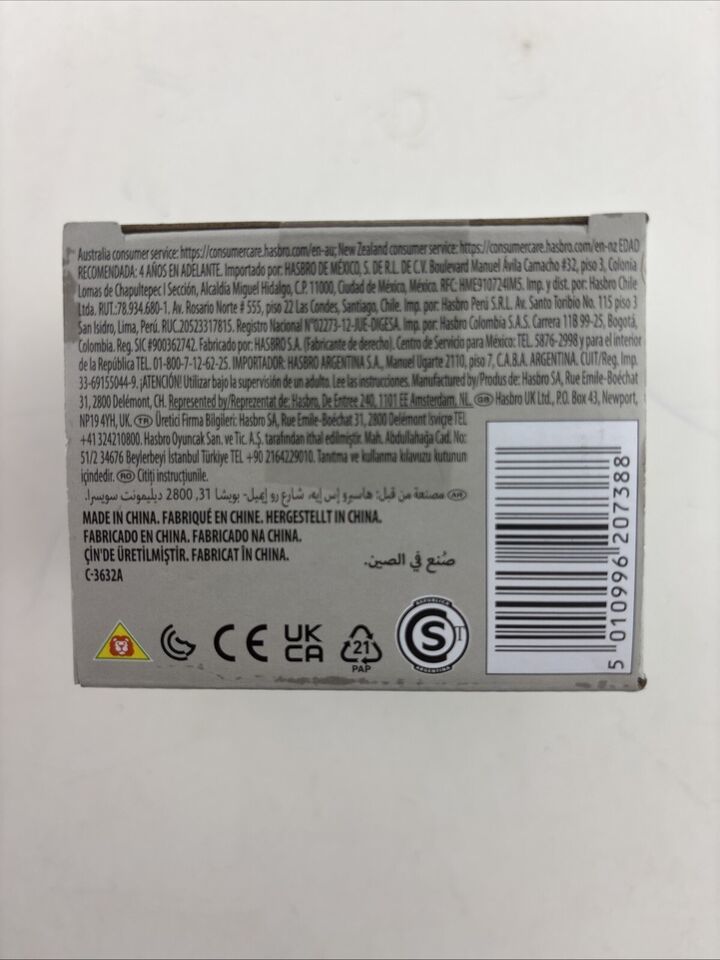 Australia consumer service: https://consumercare.hasbro.com/en-au; New Zealand consumer service: https://consumercare.hasbro.com/en-nz EDAD
RECOMENDADA: 4 AÑOS EN ADELANTE. Importado por: HASBRO DE MÉXICO, S. DE R.L. DE C.V. Boulevard Manuel Ávila Camacho #32, piso 3, Colonia
Lomas de Chapultepec I Sección, Alcaldía Miguel Hidalgo, C.P. 11000, Ciudad de México, México. RFC: HME910724IM5. Imp. y dist. por: Hasbro Chile
Ltda. RUT.:78.934.680-1. Av. Rosario Norte # 555, piso 22 Las Condes, Santiago, Chile. Imp. por: Hasbro Perú S.R.L. Av. Santo Toribio No. 115 piso 3
San Isidro, Lima, Perú. RUC.20523317815. Registro Nacional N°02273-12-JUE-DIGESA. Imp. por: Hasbro Colombia S.A.S. Carrera 11B 99-25, Bogotá,
Colombia. Reg. SIC #900362742. Fabricado por: HASBRO S.A. (Fabricante de derecho). Centro de Servicio para México: TEL. 5876-2998 y para el interior
de la República TEL. 01-800-7-12-62-25. IMPORTADOR: HASBRO ARGENTINA S.A., Manuel Ugarte 2110, piso 7, C.A.B.A. ARGENTINA. CUIT/Reg. Imp.
33-69155044-9. ¡ATENCIÓN! Utilizar bajo la supervisión de un adulto. Lee las instrucciones. Manufactured by/Produs de: Hasbro SA, Rue Emile-Boéchat
31, 2800 Delémont, CH. Represented by/Reprezentat de: Hasbro, De Entree 240, 1101 EE Amsterdam. NL. GB Hasbro UK Ltd., P.O. Box 43, Newport,
NP19 4YH, UK. TR Üretici Firma Bilgileri: Hasbro SA, Rue Emile-Boéchat 31, 2800 Delémont İsviçre TEL
+41 324210800. Hasbro Oyuncak San. ve Tic. A.Ş. tarafından ithal edilmiştir. Mah. Abdullahağa Cad. No:
51/2 34676 Beylerbeyi İstanbul Türkiye TEL +90 2164229010. Tanıtma ve kullanma kılavuzu kutunun
içindedir. RO Citiți instrucțiunile.
AR مصنعة من قبل: هاسبرو إس إيه، شارع رو إيميل- بويشا 31, 2800 ديليمونت سويسرا.
MADE IN CHINA. FABRIQUÉ EN CHINE. HERGESTELLT IN CHINA.
FABRICADO EN CHINA. FABRICADO NA CHINA.
ÇİN'DE ÜRETİLMİŞTİR. FABRICAT ÎN CHINA.
صُنع في الصين.
C-3632A
CE
UK
CA
21
PAP
REPÚBLICA
S
ARGENTINA
5 010996 207388